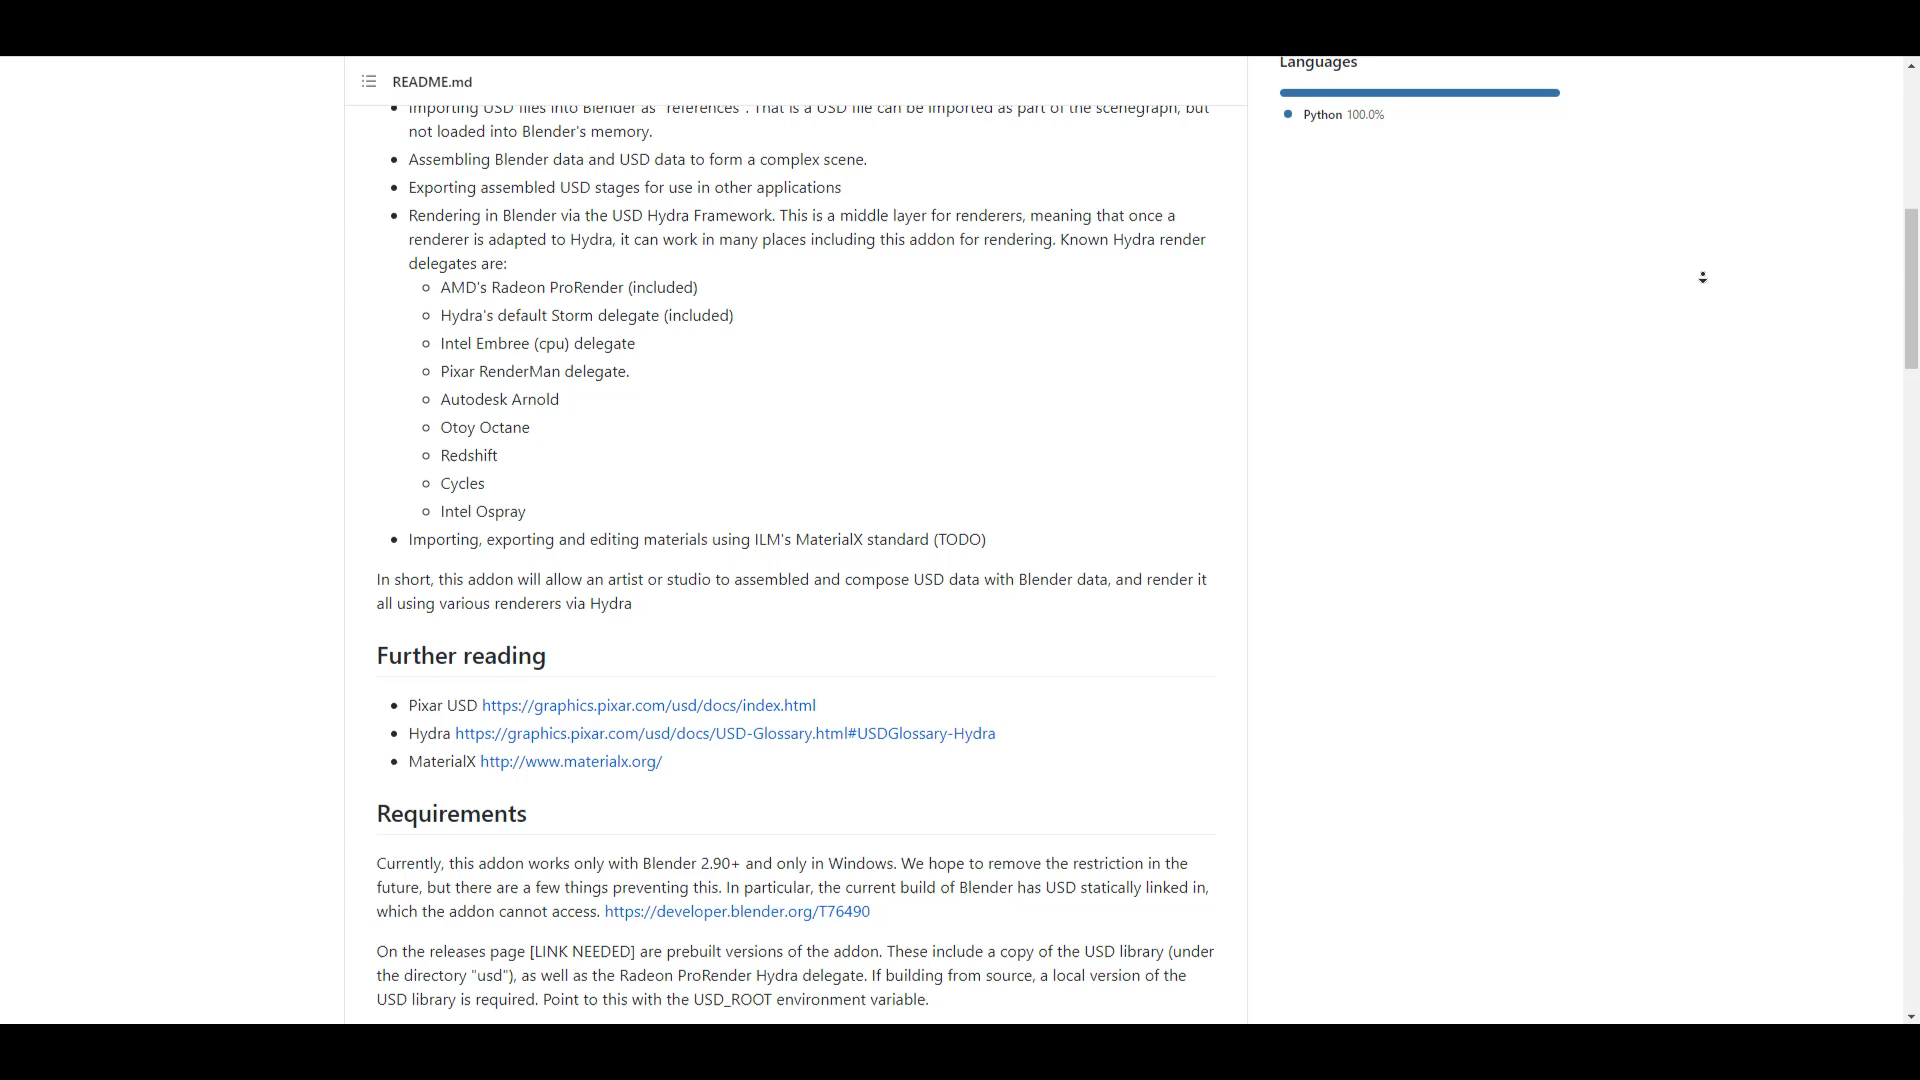 README.md
Languages
Python 100.0%
Importing USD files into Blender as "references". That is a USD file can be imported as part of the scenegraph, but
not loaded into Blender's memory.
Assembling Blender data and USD data to form a complex scene.
Exporting assembled USD stages for use in other applications
Rendering in Blender via the USD Hydra Framework. This is a middle layer for renderers, meaning that once a
renderer is adapted to Hydra, it can work in many places including this addon for rendering. Known Hydra render
delegates are:
AMD's Radeon ProRender (included)
Hydra's default Storm delegate (included)
Intel Embree (cpu) delegate
Pixar RenderMan delegate.
Autodesk Arnold
Otoy Octane
Redshift
Cycles
Intel Ospray
Importing, exporting and editing materials using ILM's MaterialX standard (TODO)
In short, this addon will allow an artist or studio to assembled and compose USD data with Blender data, and render it
all using various renderers via Hydra
Further reading
Pixar USD https://graphics.pixar.com/usd/docs/index.html
Hydra https://graphics.pixar.com/usd/docs/USD-Glossary.html#USDGlossary-Hydra
MaterialX http://www.materialx.org/
Requirements
Currently, this addon works only with Blender 2.90+ and only in Windows. We hope to remove the restriction in the
future, but there are a few things preventing this. In particular, the current build of Blender has USD statically linked in,
which the addon cannot access. https://developer.blender.org/T76490
On the releases page [LINK NEEDED] are prebuilt versions of the addon. These include a copy of the USD library (under
the directory "usd"), as well as the Radeon ProRender Hydra delegate. If building from source, a local version of the
USD library is required. Point to this with the USD_ROOT environment variable.